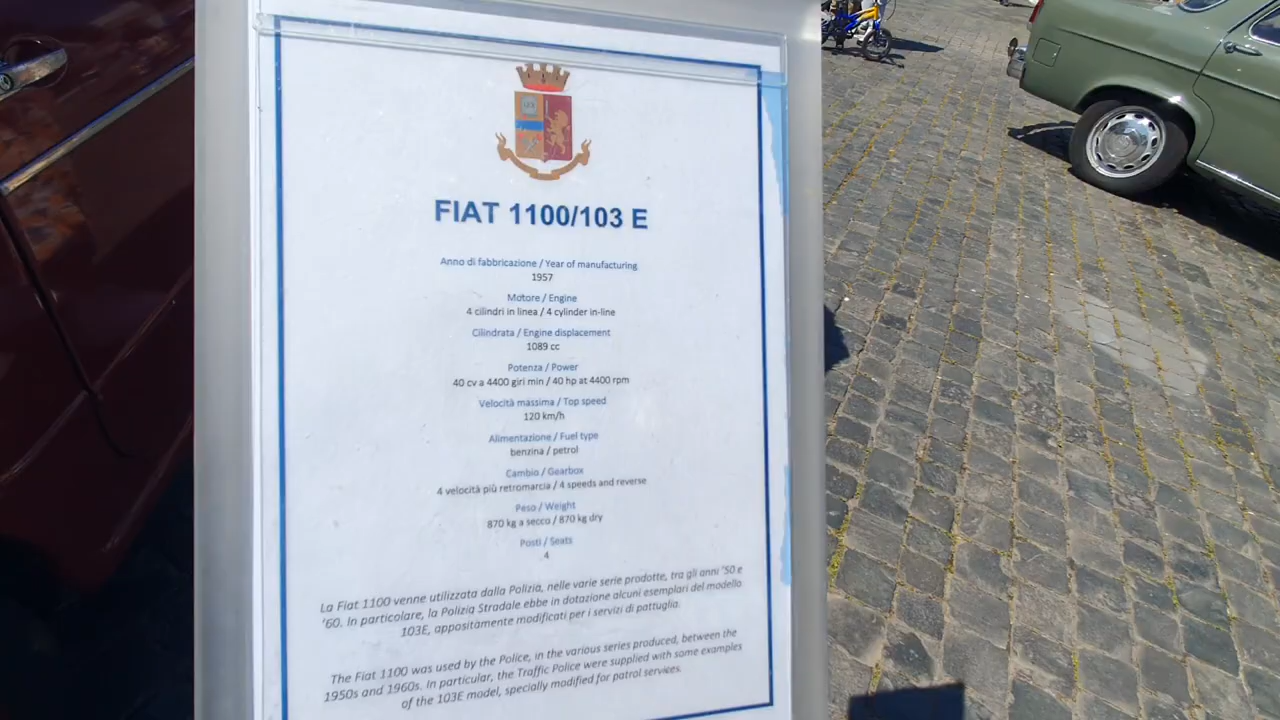 FIAT 1100/103 E
Anno di fabbricazione / Year of manufacturing
1957
Motore / Engine
4 cilindri in linea / 4 cylinder in-line
Cilindrata / Engine displacement
1089 cc
Potenza / Power
40 cv a 4400 giri min / 40 hp at 4400 rpm
Velocità massima / Top speed
120 km/h
Alimentazione / Fuel type
benzina / petrol
Cambio / Gearbox
4 velocità più retromarcia / 4 speeds and reverse
Peso / Weight
870 kg a secco / 870 kg dry
Posti / Seats
4
La Fiat 1100 venne utilizzata dalla Polizia, nelle varie serie prodotte, tra gli anni '50 e
'60. In particolare, la Polizia Stradale ebbe in dotazione alcuni esemplari del modello
103E, appositamente modificati per i servizi di pattuglia.
The Fiat 1100 was used by the Police, in the various series produced, between the
1950s and 1960s. In particular, the Traffic Police were supplied with some examples
of the 103E model, specially modified for patrol services.